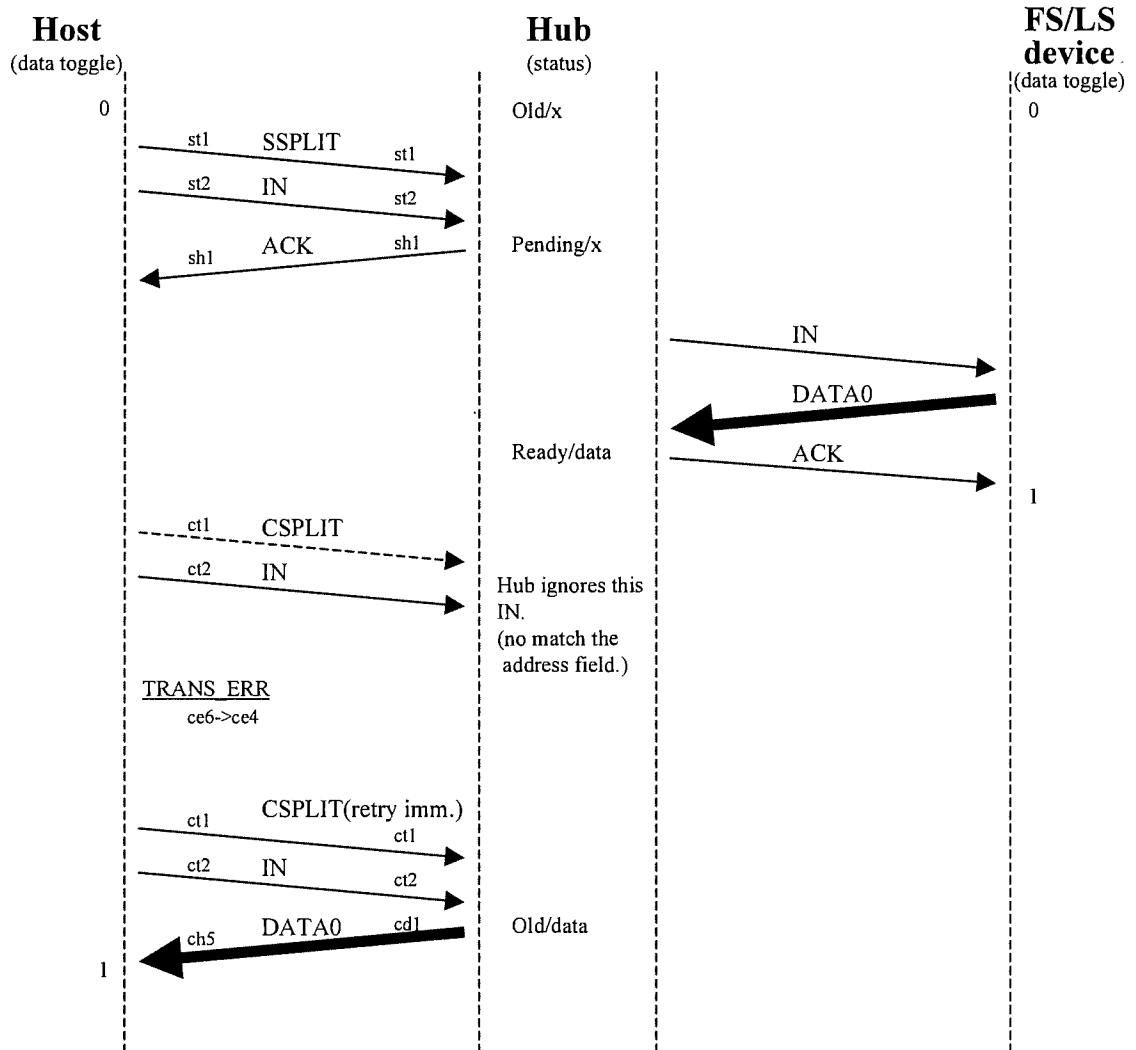 Host
(data toggle)
Hub
(status)
FS/LS
device
(data toggle)
0
Old/x
0
st1 SSPLIT st1
st2 IN st2
sh1 ACK sh1
Pending/x
IN
DATA0
Ready/data
ACK
1
ct1 CSPLIT
ct2 IN
Hub ignores this
IN.
(no match the
address field.)
TRANS_ERR
ce6->ce4
CSPLIT(retry imm.)
ct1 ct1
ct2 IN ct2
ch5 DATA0 cd1
Old/data
1